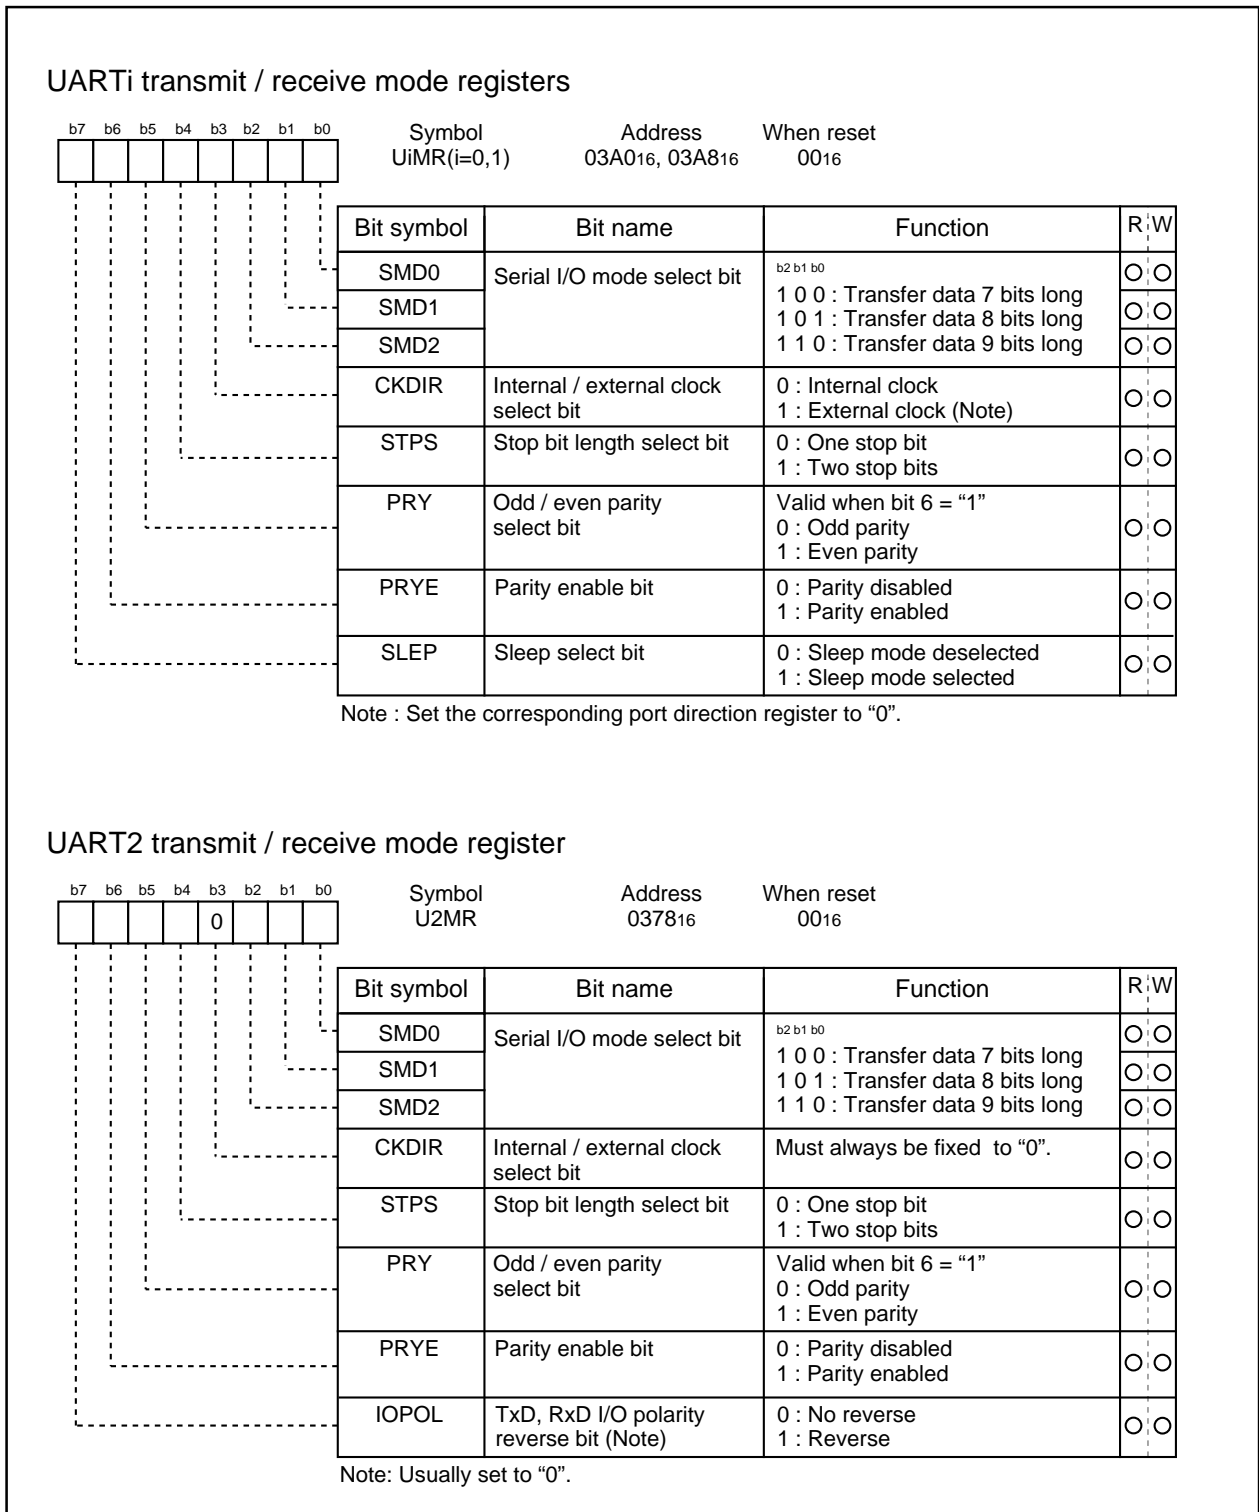 UARTi transmit / receive mode registers
b7 b6 b5 b4 b3 b2 b1 b0
Symbol Address When reset
UiMR(i=0,1) 03A016, 03A816 0016
Bit symbol Bit name Function R W
SMD0 Serial I/O mode select bit b2 b1 b0
1 0 0 : Transfer data 7 bits long
SMD1
1 0 1 : Transfer data 8 bits long
SMD2 1 1 0 : Transfer data 9 bits long
CKDIR Internal / external clock 0 : Internal clock
select bit 1 : External clock (Note)
STPS Stop bit length select bit 0 : One stop bit
1 : Two stop bits
PRY Odd / even parity Valid when bit 6 = “1”
select bit 0 : Odd parity
1 : Even parity
PRYE Parity enable bit 0 : Parity disabled
1 : Parity enabled
SLEP Sleep select bit 0 : Sleep mode deselected
1 : Sleep mode selected
Note : Set the corresponding port direction register to “0”.
UART2 transmit / receive mode register
b7 b6 b5 b4 b3 b2 b1 b0
0
Symbol Address When reset
U2MR 037816 0016
Bit symbol Bit name Function R W
SMD0 Serial I/O mode select bit b2 b1 b0
1 0 0 : Transfer data 7 bits long
SMD1
1 0 1 : Transfer data 8 bits long
SMD2 1 1 0 : Transfer data 9 bits long
CKDIR Internal / external clock Must always be fixed to “0”.
select bit
STPS Stop bit length select bit 0 : One stop bit
1 : Two stop bits
PRY Odd / even parity Valid when bit 6 = “1”
select bit 0 : Odd parity
1 : Even parity
PRYE Parity enable bit 0 : Parity disabled
1 : Parity enabled
IOPOL TxD, RxD I/O polarity 0 : No reverse
reverse bit (Note) 1 : Reverse
Note: Usually set to “0”.